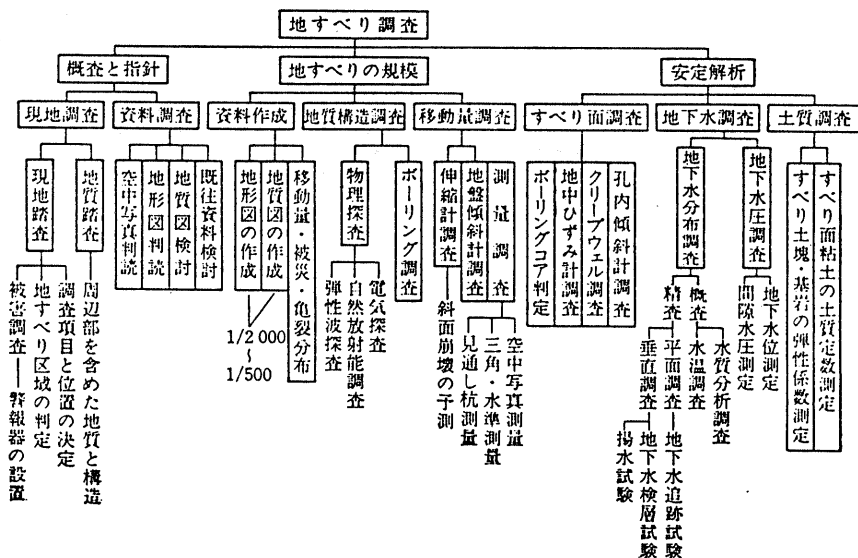 地すべり調査
概査と指針
地すべりの規模
安定解析
現地調査
資料調査
資料作成
地質構造調査
移動量調査
すべり面調査
地下水調査
土質調査
現地踏査
地質踏査
空中写真判読
地形図判読
地質図検討
既往資料検討
地形図の作成
地質図の作成
移動量・被災・亀裂分布
1/2 000
〜
1/500
物理探査
ボーリング調査
伸縮計調査
地盤傾斜計調査
測量調査
ボーリングコア判定
地中ひずみ計調査
クリープウェル調査
孔内傾斜計調査
地下水分布調査
地下水圧調査
すべり土塊・基岩の弾性係数測定
すべり面粘土の土質定数測定
被害調査―警報器の設置
地すべり区域の判定
調査項目と位置の決定
周辺部を含めた地質と構造
弾性波探査
自然放射能調査
電気探査
斜面崩壊の予測
見通し杭測量
三角・水準測量
空中写真測量
精査
概査
垂直調査
平面調査
水温調査
水質分析調査
間隙水圧測定
地下水位測定
揚水試験
地下水検層試験
地下水追跡試験